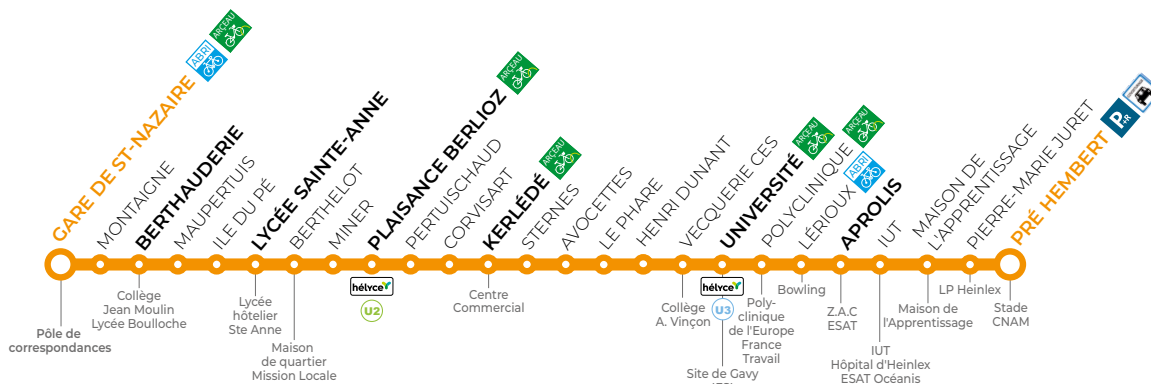 GARE DE ST-NAZAIRE
ABRI
ARCEAU
MONTAIGNE
BERTHAUDERIE
MAUPERTUIS
ILE DU PÉ
LYCÉE SAINTE-ANNE
BERTHELOT
MINIER
PLAISANCE BERLIOZ
ARCEAU
PERTUISCHAUD
CORVISART
KERLÉDÉ
ARCEAU
STERNES
AVOCETTES
LE PHARE
HENRI DUNANT
VECQUERIE CES
UNIVERSITÉ
ARCEAU
POLYCLINIQUE
ARCEAU
LÉRIOUX
ABRI
APROLIS
IUT
MAISON DE
L'APPRENTISSAGE
PIERRE-MARIE JURET
PRÉ HEMBERT
P+R
Pôle de
correspondances
Collège
Jean Moulin
Lycée Boulloche
Lycée
hôtelier
Ste Anne
Maison
de quartier
Mission Locale
hélyce
U2
Centre
Commercial
Collège
A. Vinçon
hélyce
U3
Site de Gavy
Poly-
clinique
de l'Europe
France
Travail
Bowling
Z.A.C
ESAT
IUT
Hôpital d'Heinlex
ESAT Océanis
Maison de
l'Apprentissage
LP Heinlex
Stade
CNAM